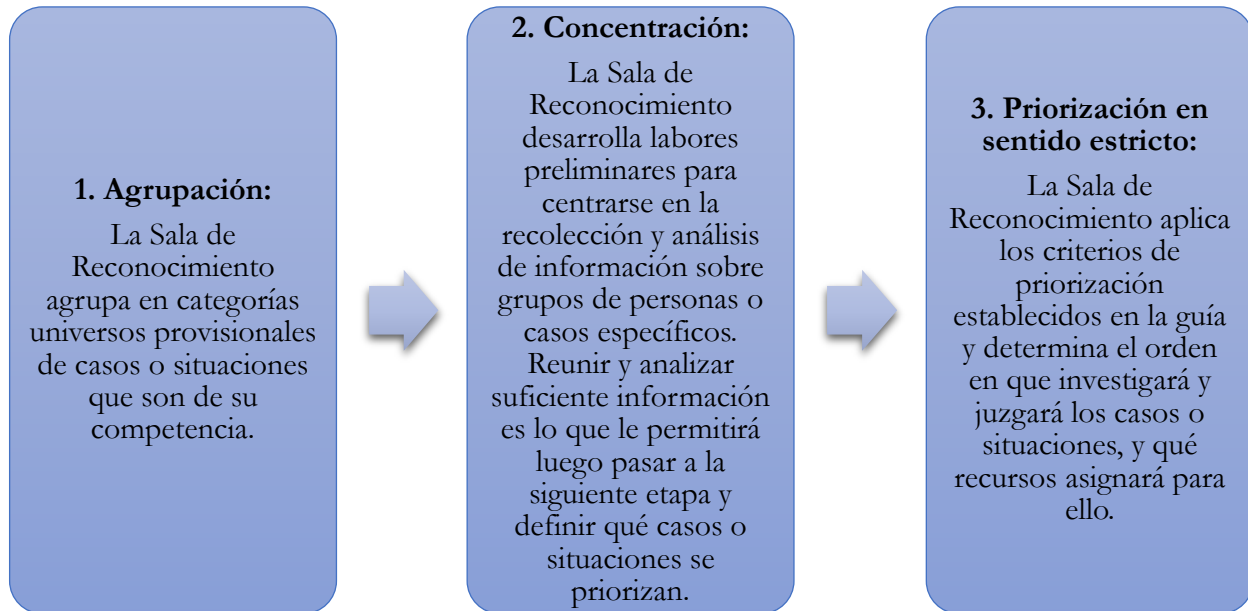 1. Agrupación:
La Sala de
Reconocimiento
agrupa en categorías
universos provisionales
de casos o situaciones
que son de su
competencia.
2. Concentración:
La Sala de
Reconocimiento
desarrolla labores
preliminares para
centrarse en la
recolección y análisis
de información sobre
grupos de personas o
casos específicos.
Reunir y analizar
suficiente información
es lo que le permitirá
luego pasar a la
siguiente etapa y
definir qué casos o
situaciones se
priorizan.
3. Priorización en
sentido estricto:
La Sala de
Reconocimiento aplica
los criterios de
priorización
establecidos en la guía
y determina el orden
en que investigará y
juzgará los casos o
situaciones, y qué
recursos asignará para
ello.